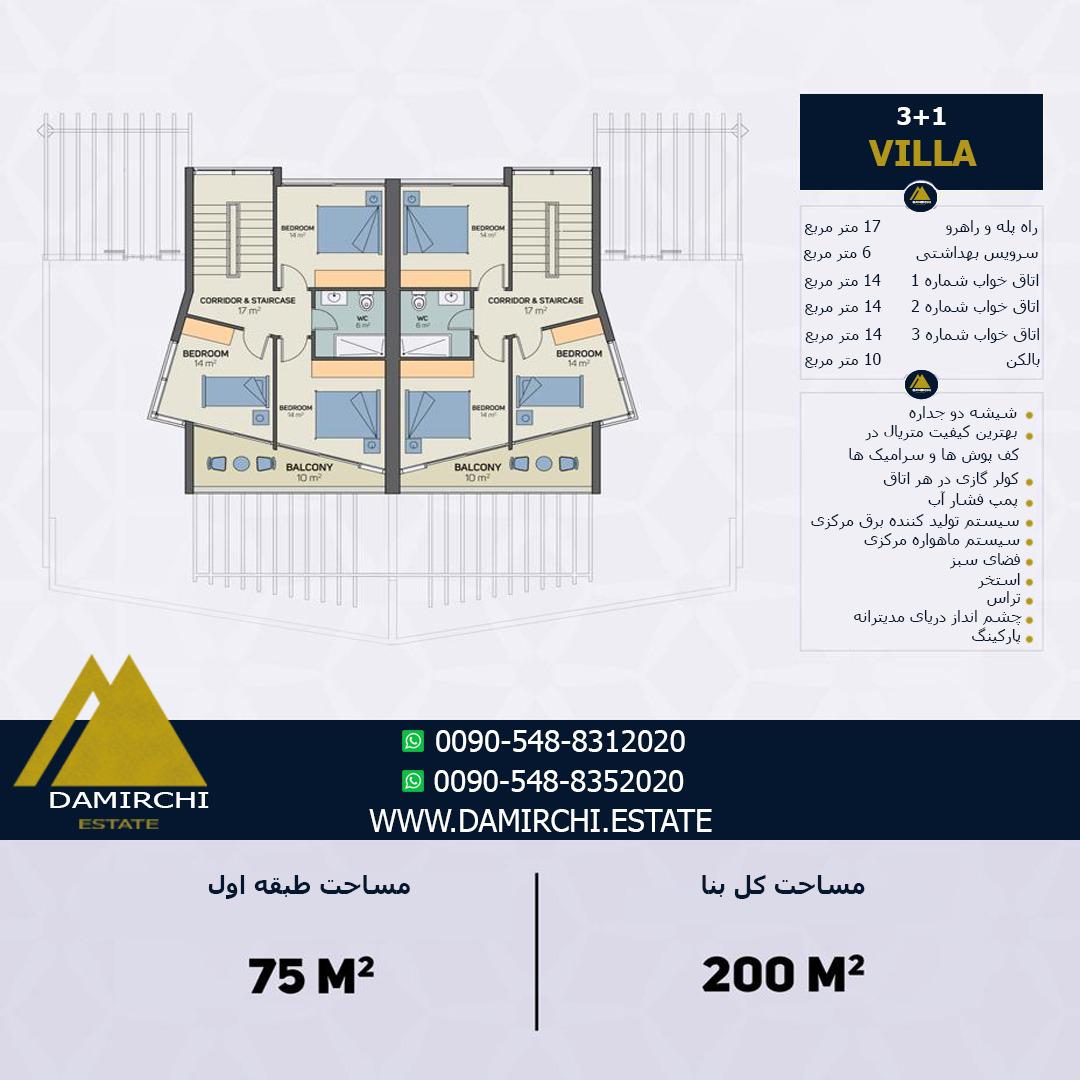 3+1
VILLA
DAMIRCHI
راه پله و راهرو 17 متر مربع
سرویس بهداشتی 6 متر مربع
اتاق خواب شماره 1 14 متر مربع
اتاق خواب شماره 2 14 متر مربع
اتاق خواب شماره 3 14 متر مربع
بالکن 10 متر مربع
DAMIRCHI
شیشه دو جداره
بهترین کیفیت متریال در
کف پوش ها و سرامیک ها
کولر گازی در هر اتاق
پمپ فشار آب
سیستم تولید کننده برق مرکزی
سیستم ماهواره مرکزی
فضای سبز
استخر
تراس
چشم انداز دریای مدیترانه
پارکینگ
BEDROOM
14 m²
BEDROOM
14 m²
CORRIDOR & STAIRCASE
17 m²
CORRIDOR & STAIRCASE
17 m²
WC
6 m²
WC
6 m²
BEDROOM
14 m²
BEDROOM
14 m²
BEDROOM
14 m²
BEDROOM
14 m²
BALCONY
10 m²
BALCONY
10 m²
DAMIRCHI
ESTATE
0090-548-8312020
0090-548-8352020
WWW.DAMIRCHI.ESTATE
مساحت کل بنا
200 M²
مساحت طبقه اول
75 M²